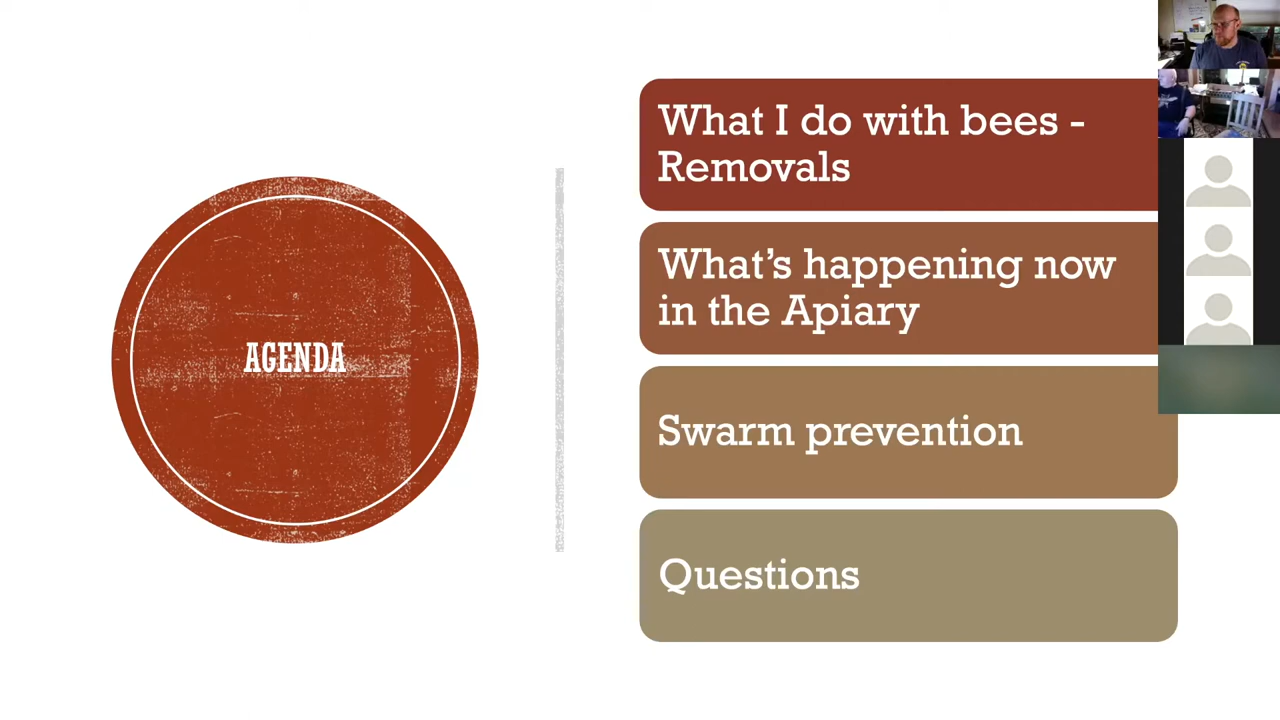 AGENDA
What I do with bees -
Removals
What's happening now
in the Apiary
Swarm prevention
Questions